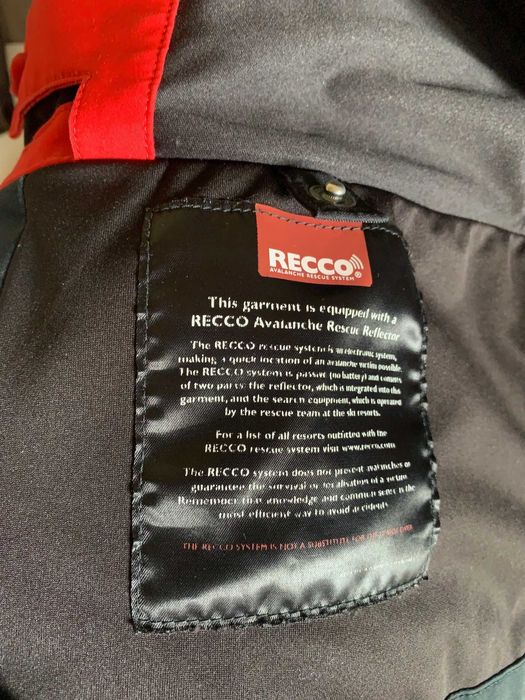 RECCO®
AVALANCHE RESCUE SYSTEM
This garment is equipped with a
RECCO Avalanche Rescue Reflector
The RECCO rescue system is an electronic system,
making a quick location of an avalanche victim possible.
The RECCO system is passive (no battery) and consists
of two parts: the reflector, which is integrated into this
garment, and the search equipment, which is operated
by the rescue team at the ski resorts.
For a list of all resorts outfitted with the
RECCO rescue system visit www.recco.com
The RECCO system does not prevent avalanches or
guarantee the survival or localisation of a victim.
Remember that knowledge and common sense is the
most efficient way to avoid accidents
THE RECCO SYSTEM IS NOT A SUBSTITUTE FOR THE